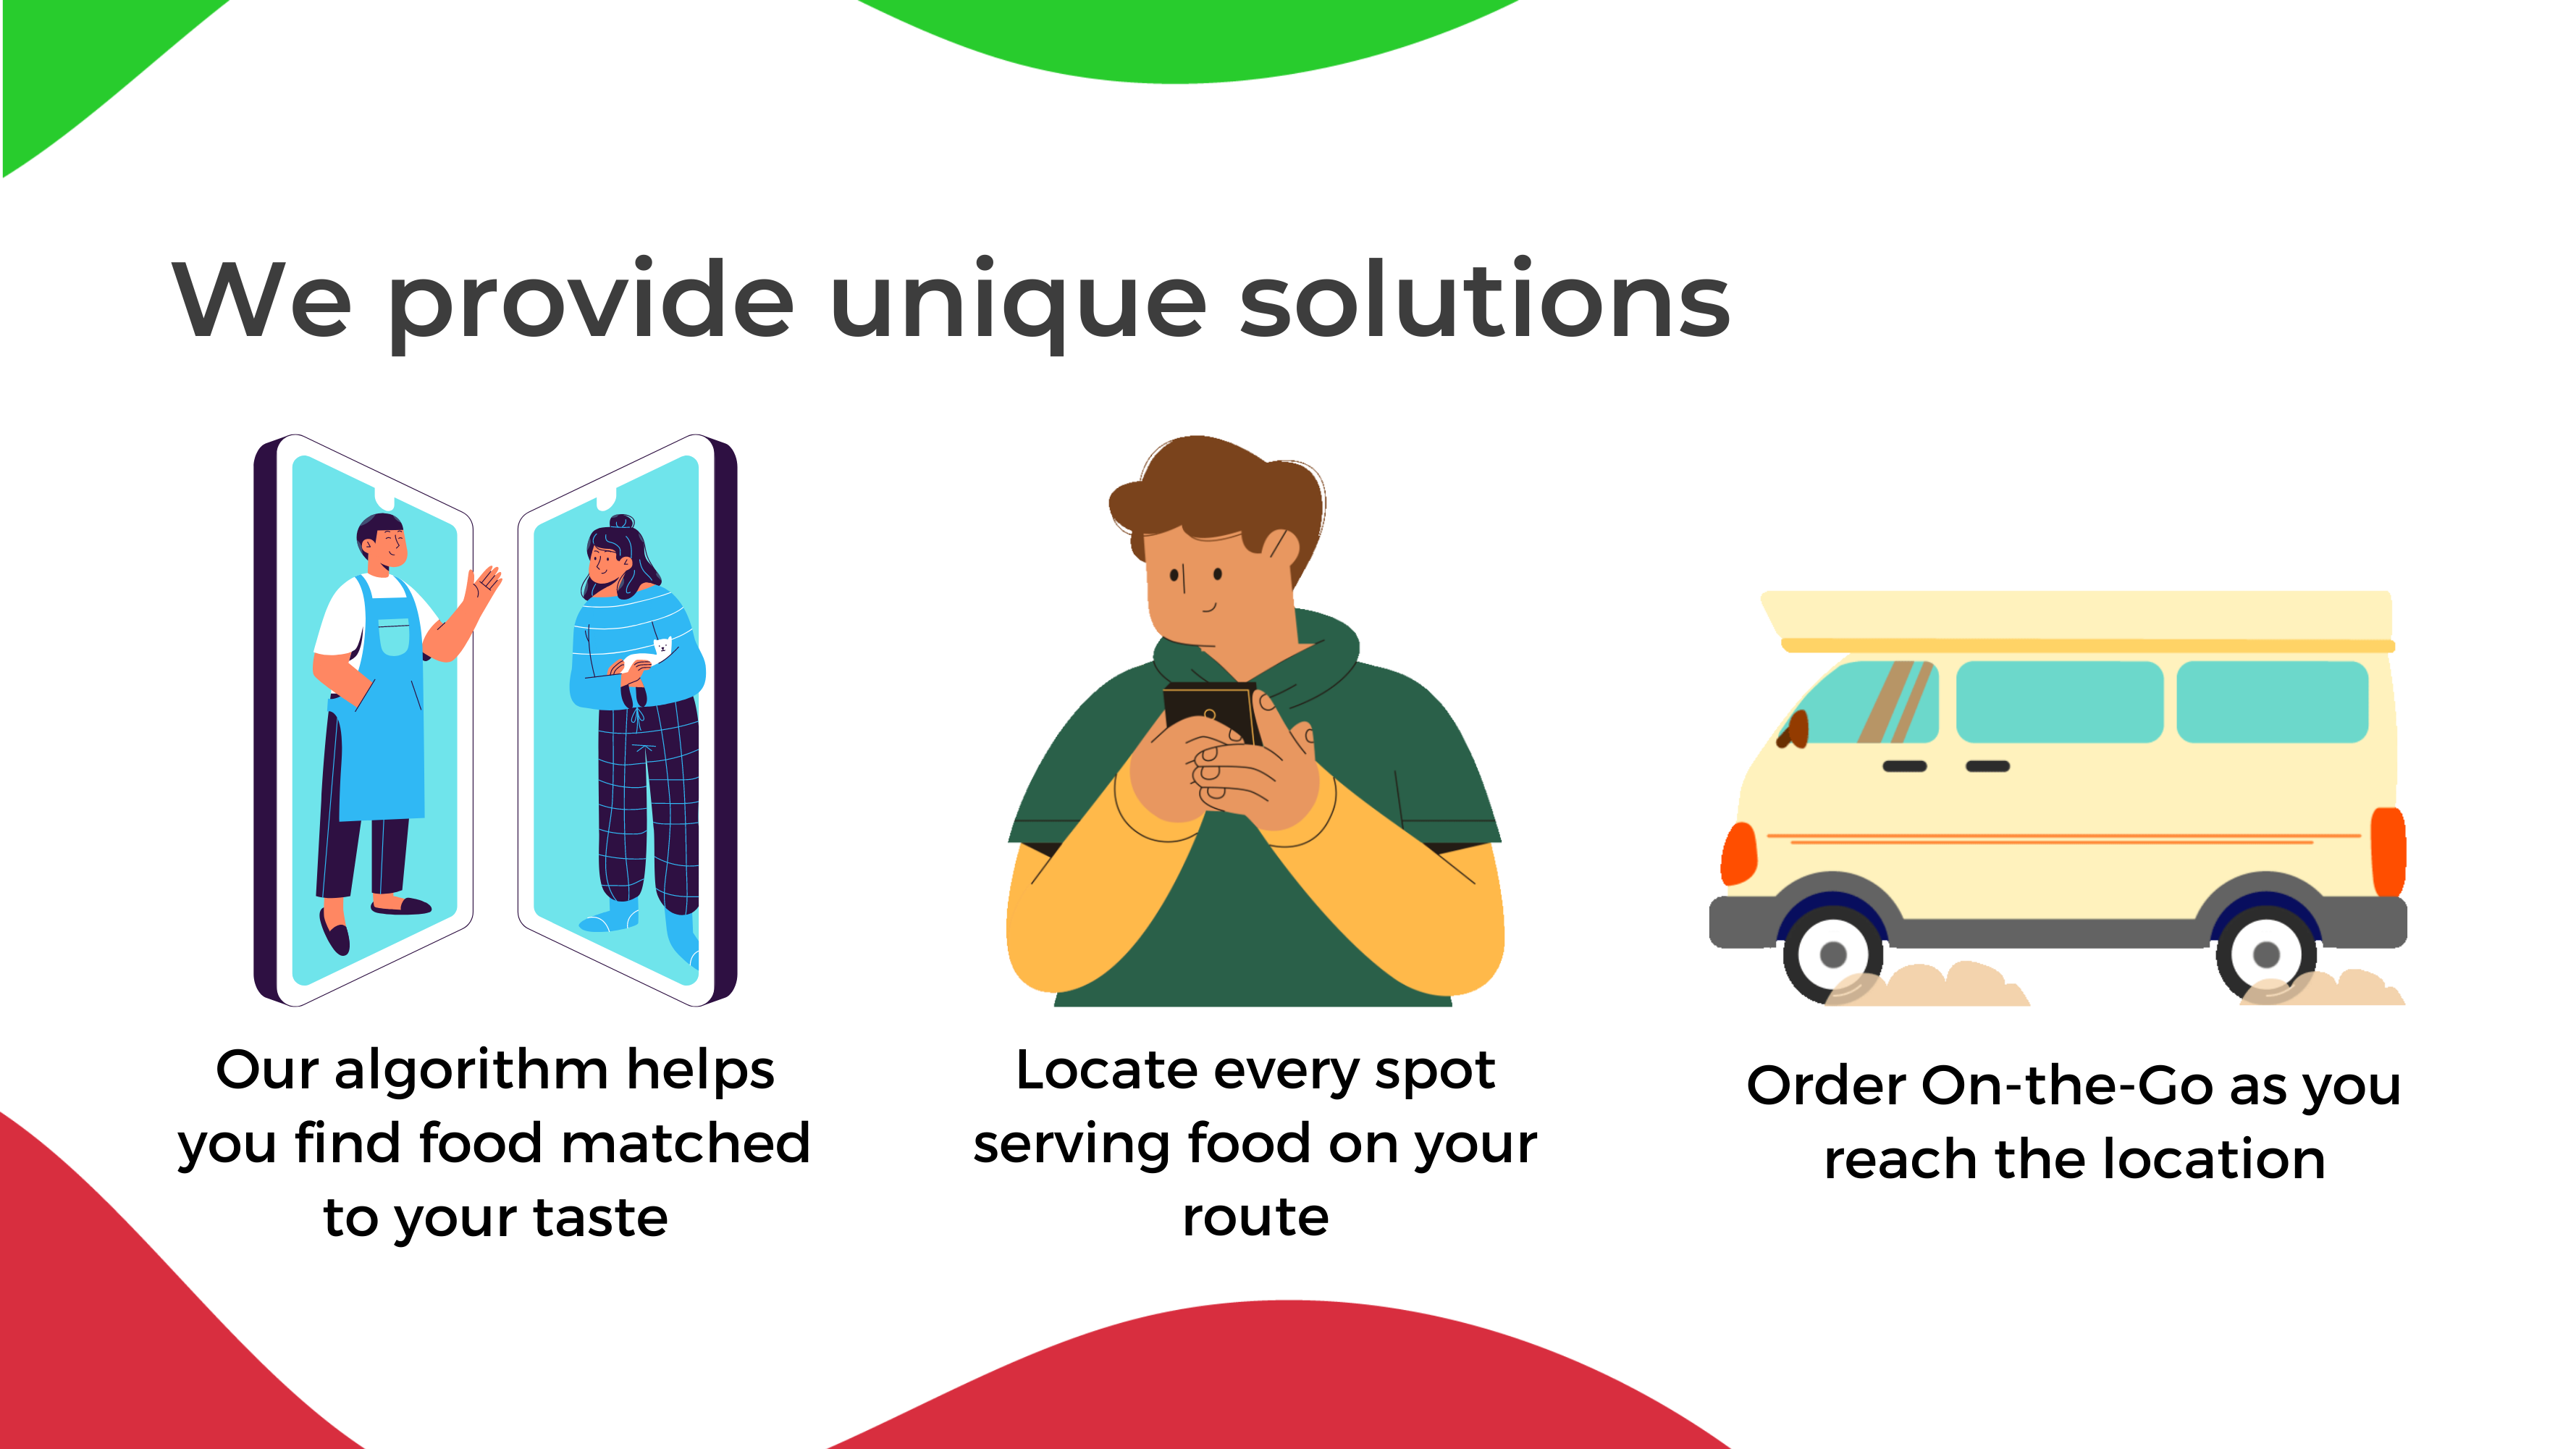 We provide unique solutions
Our algorithm helps
you find food matched
to your taste
Locate every spot
serving food on your
route
Order On-the-Go as you
reach the location